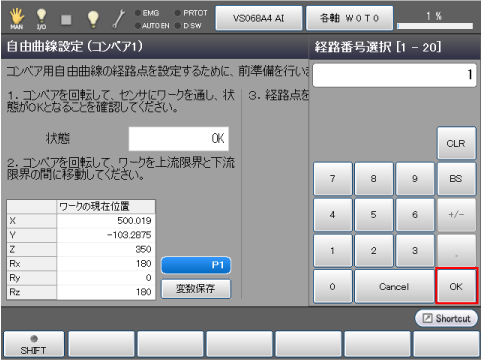 MAN
I/O
EMG
AUTOEN
PRTCT
D-SW
VS068A4 AI
各軸 W 0 T 0
1 %
自由曲線設定 (コンベア1)
経路番号選択 [1 - 20]
コンベア用自由曲線の経路点を設定するために、前準備を行い
1
1. コンベアを回転して、センサにワークを通し、状
態がOKとなることを確認してください。
3. 経路点を
状態
OK
CLR
2. コンベアを回転して、ワークを上流限界と下流
限界の間に移動してください。
7
8
9
BS
ワークの現在位置
X
500.019
Y
-103.2875
Z
350
Rx
180
Ry
0
Rz
180
P1
変数保存
4
5
6
+/-
1
2
3
.
0
Cancel
OK
Shortcut
SHIFT